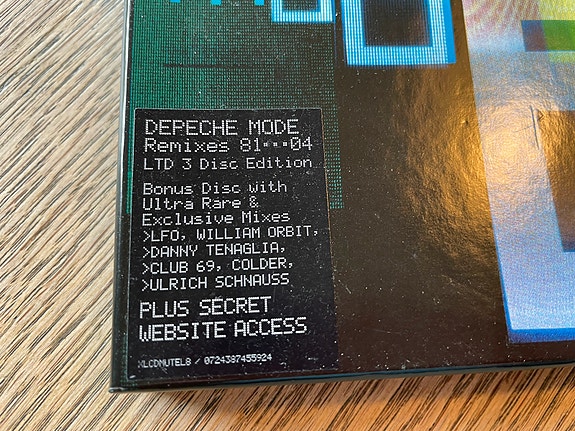 DEPECHE MODE
Remixes 81···04
LTD 3 Disc Edition
Bonus Disc with
Ultra Rare &
Exclusive Mixes
>LFO, WILLIAM ORBIT,
>DANNY TENAGLIA,
>CLUB 69, COLDER,
>ULRICH SCHNAUSS
PLUS SECRET
WEBSITE ACCESS
XLCDMUTEL8 / 0724387455924